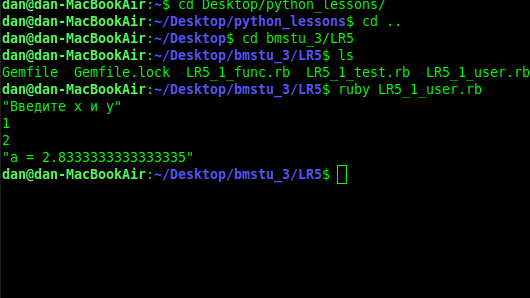 dan@dan-MacBookAir:~$ cd Desktop/python_lessons/
dan@dan-MacBookAir:~/Desktop/python_lessons$ cd ..
dan@dan-MacBookAir:~/Desktop$ cd bmstu_3/LR5
dan@dan-MacBookAir:~/Desktop/bmstu_3/LR5$ ls
Gemfile  Gemfile.lock  LR5_1_func.rb  LR5_1_test.rb  LR5_1_user.rb
dan@dan-MacBookAir:~/Desktop/bmstu_3/LR5$ ruby LR5_1_user.rb
"Введите x и y"
1
2
"a = 2.8333333333333335"
dan@dan-MacBookAir:~/Desktop/bmstu_3/LR5$